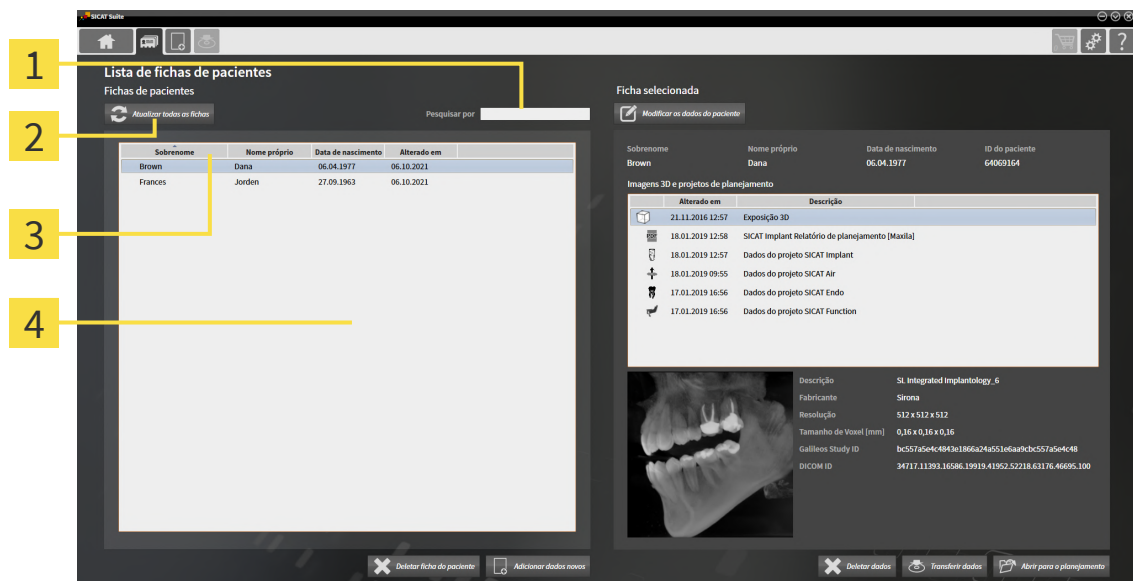 SICAT Suite
?
1
Lista de fichas de pacientes
Fichas de pacientes
Ficha selecionada
2
Atualizar todas as fichas
Pesquisar por
Modificar os dados do paciente
3
Sobrenome Nome próprio Data de nascimento Alterado em
Brown Dana 06.04.1977 06.10.2021
Frances Jorden 27.09.1963 06.10.2021
4
Sobrenome Nome próprio Data de nascimento ID do paciente
Brown Dana 06.04.1977 64069164
Imagens 3D e projetos de planejamento
Alterado em Descrição
21.11.2016 12:57 Exposição 3D
PDF 18.01.2019 12:58 SICAT Implant Relatório de planejamento [Maxila]
18.01.2019 12:57 Dados do projeto SICAT Implant
18.01.2019 09:55 Dados do projeto SICAT Air
17.01.2019 16:56 Dados do projeto SICAT Endo
17.01.2019 16:56 Dados do projeto SICAT Function
Descrição SL Integrated Implantology_6
Fabricante Sirona
Resolução 512 x 512 x 512
Tamanho de Voxel [mm] 0,16 x 0,16 x 0,16
Galileos Study ID bc557a5e4c4843e1866a24a551e6aa9cbc557a5e4c48
DICOM ID 34717.11393.16586.19919.41952.52218.63176.46695.100
Deletar ficha do paciente
Adicionar dados novos
Deletar dados
Transferir dados
Abrir para o planejamento